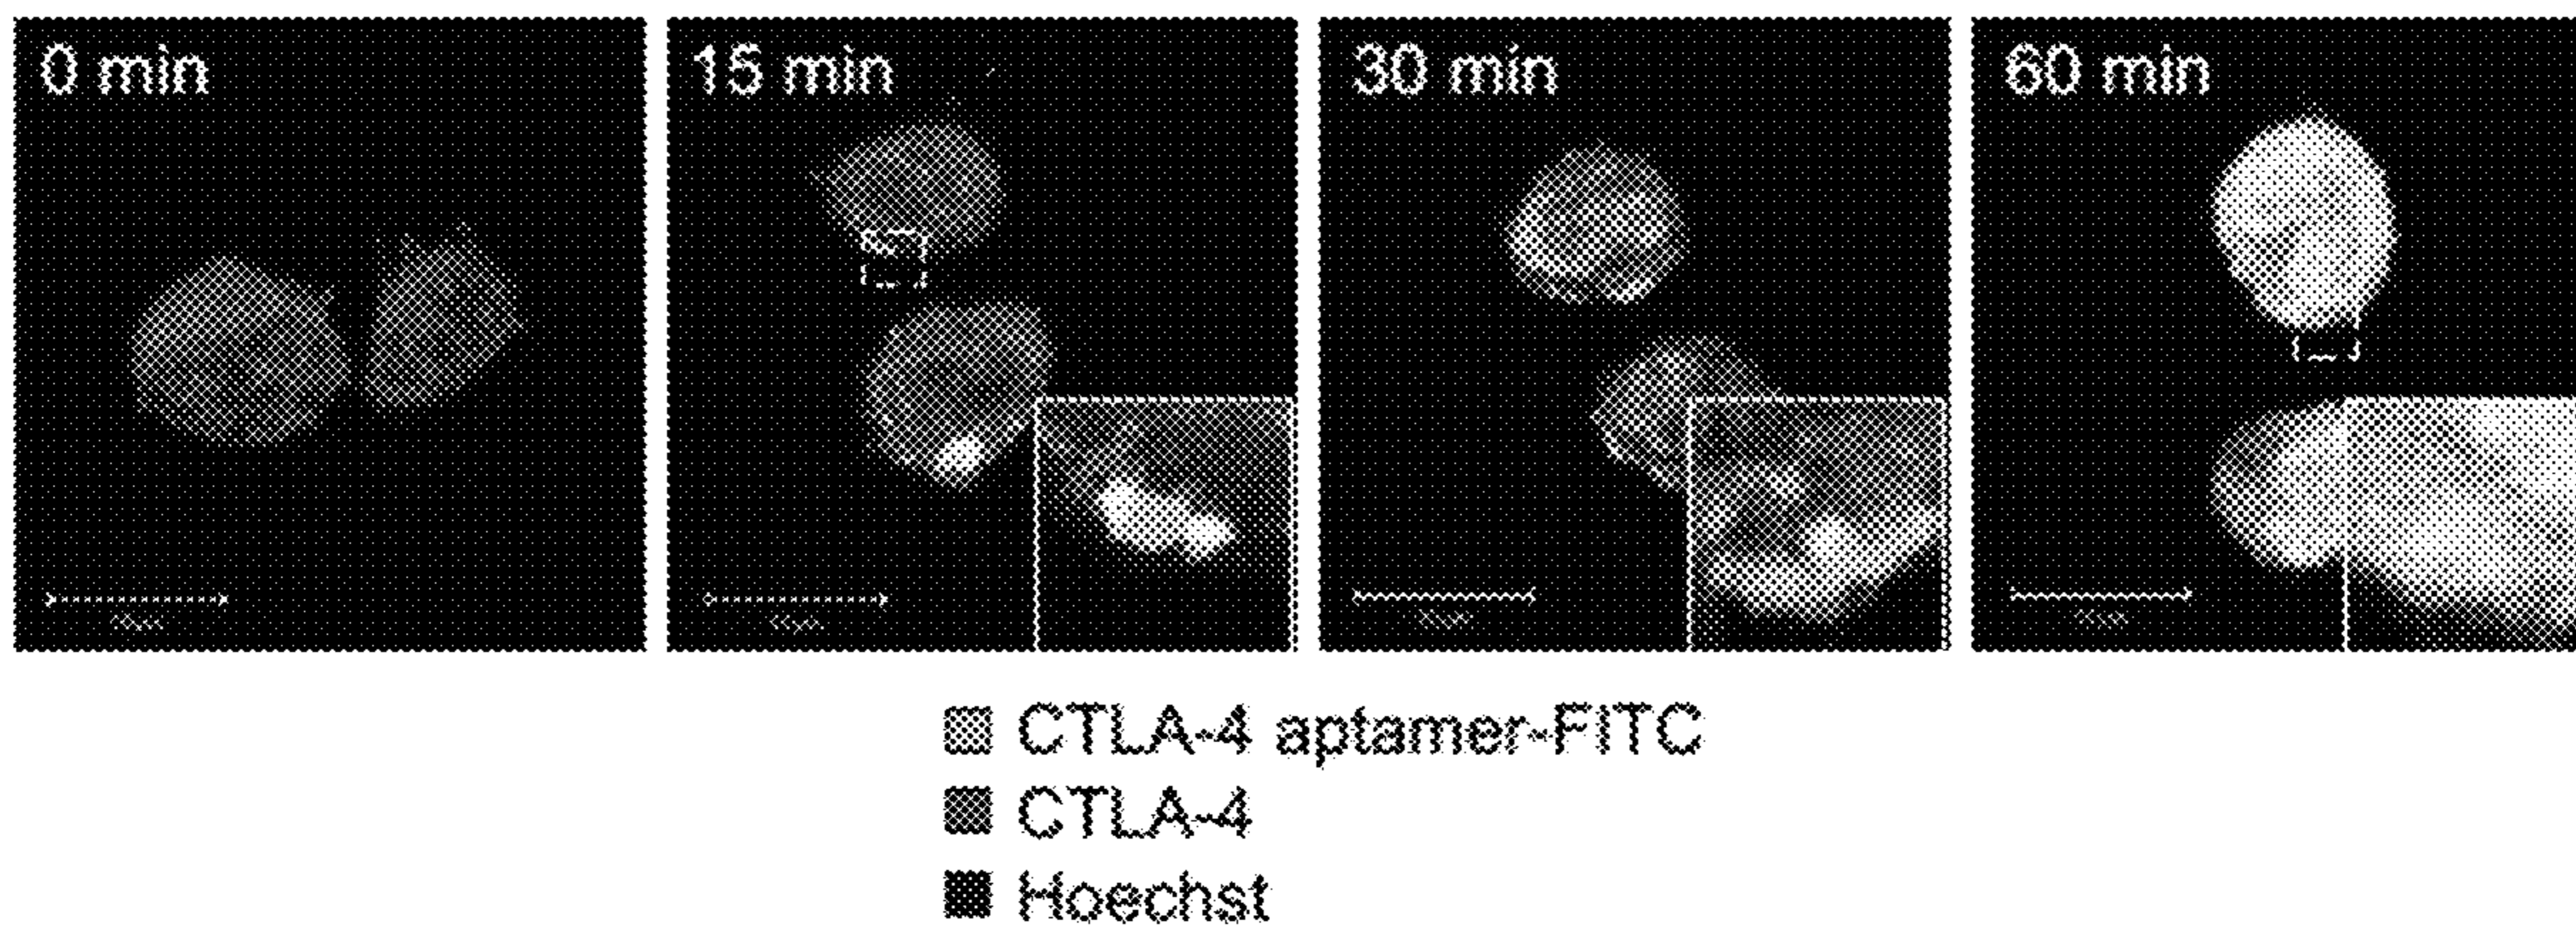 0 min
15 min
30 min
60 min
CTLA-4 aptamer-FITC
CTLA-4
Hoechst